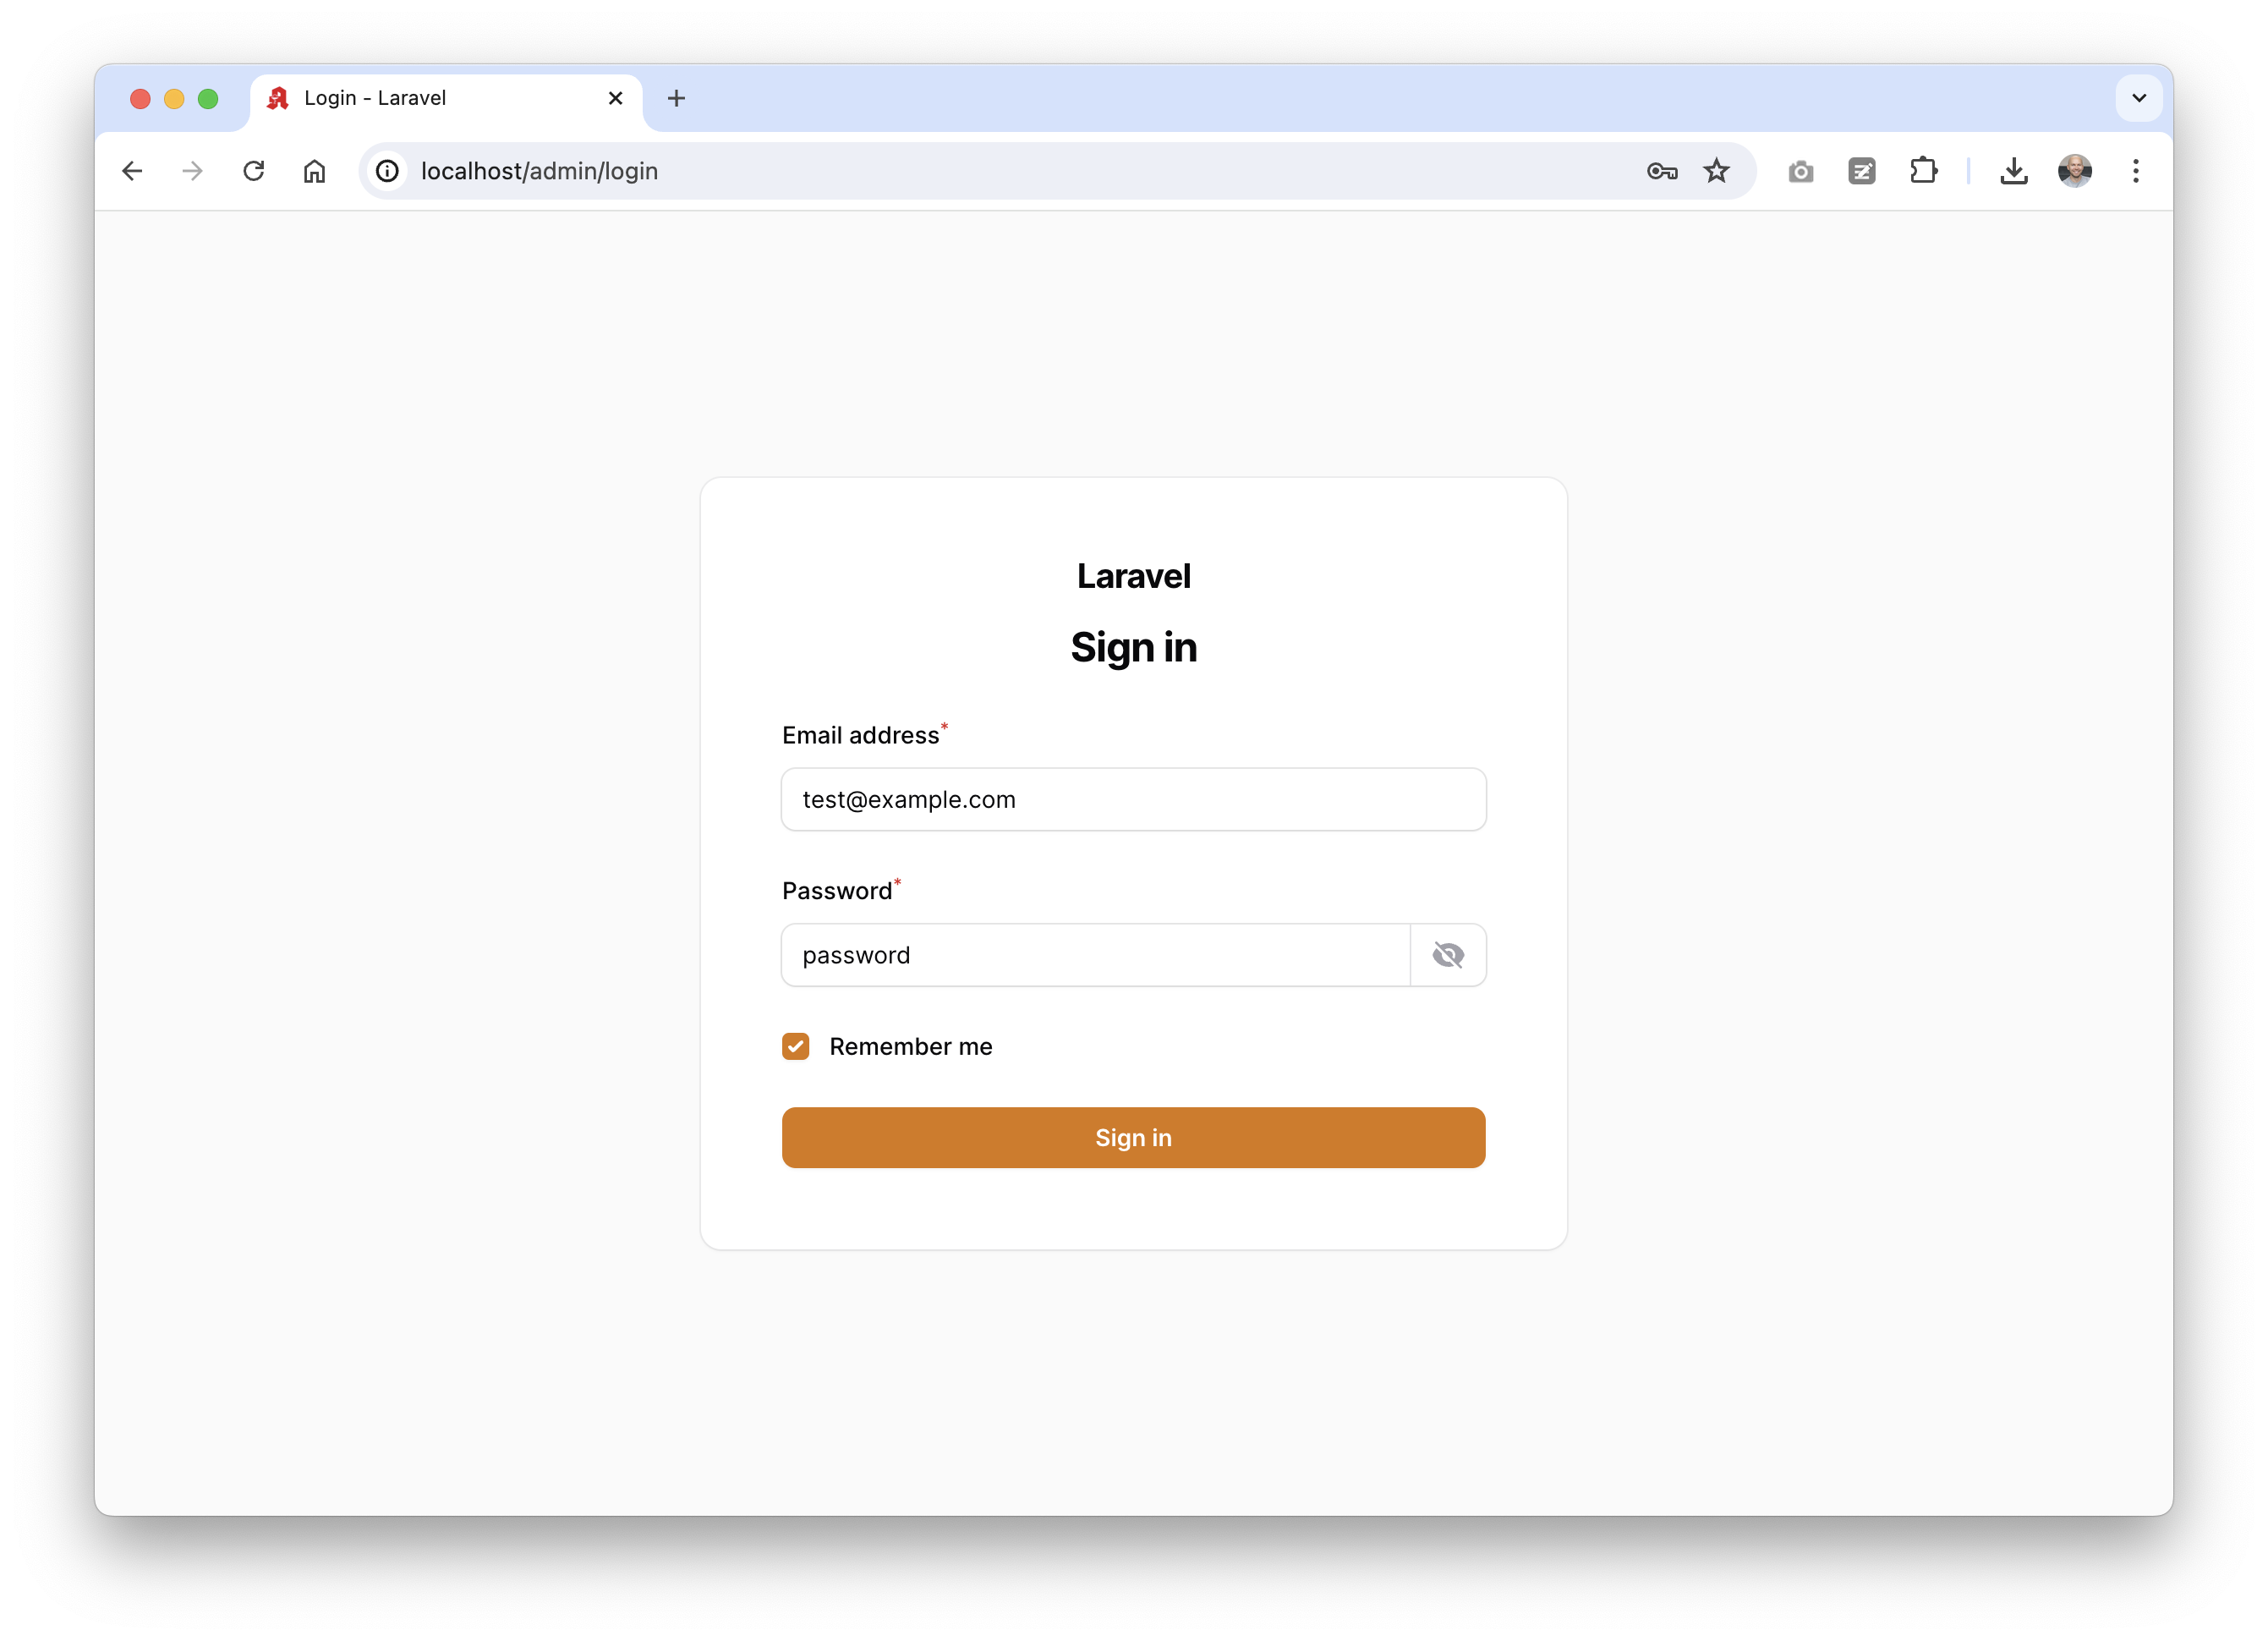 Login - Laravel
localhost/admin/login
Laravel
Sign in
Email address*
test@example.com
Password*
password
Remember me
Sign in